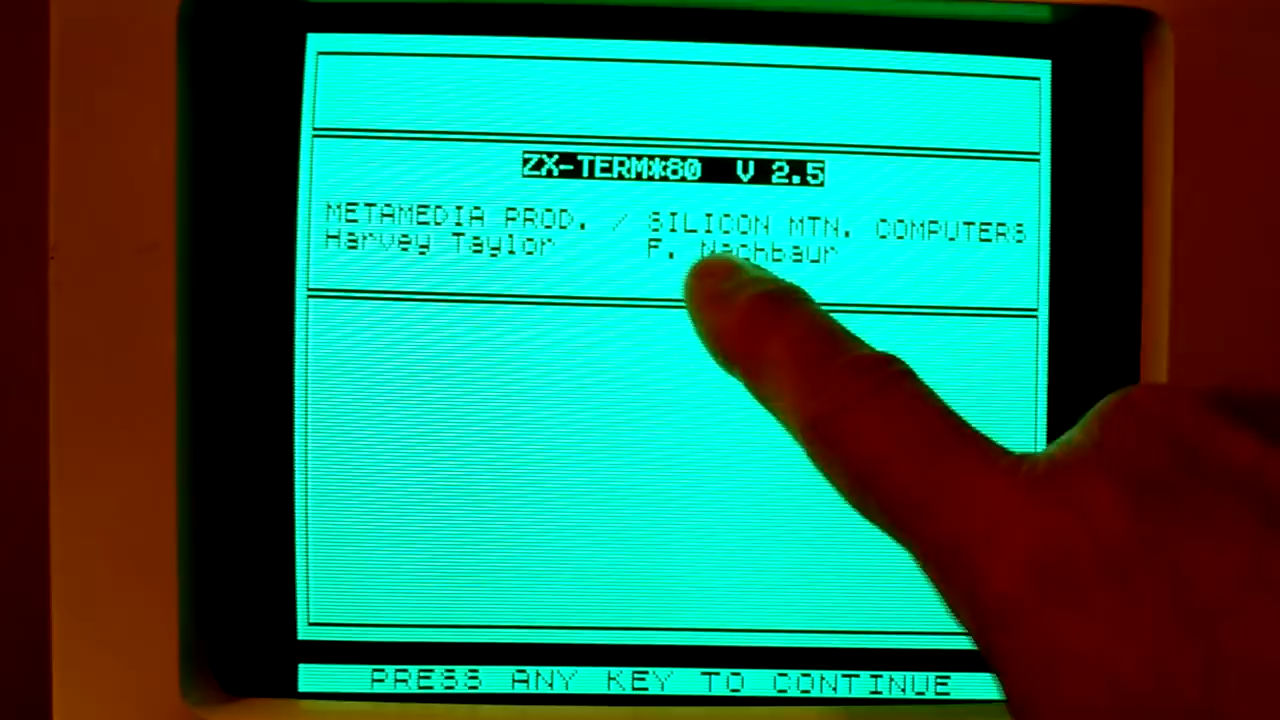 ZX-TERM*80 V 2.5
METAMEDIA PROD. / SILICON MTN. COMPUTERS
Harvey Taylor F. Nachbaur
PRESS ANY KEY TO CONTINUE